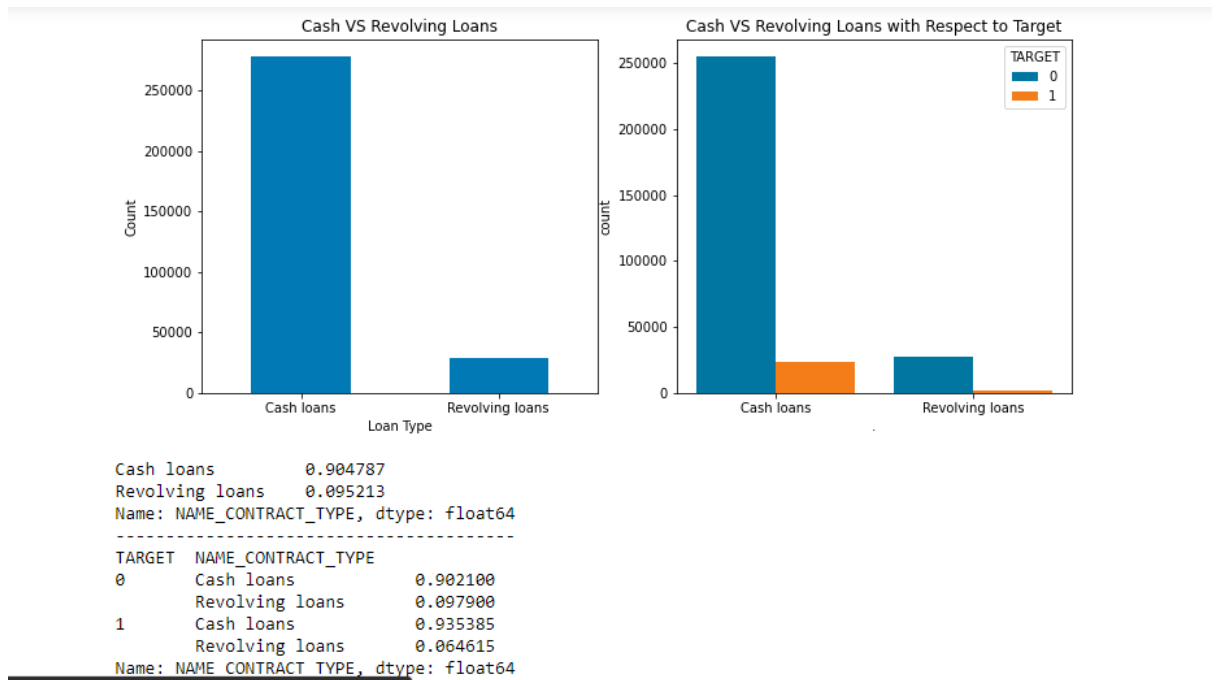 Cash VS Revolving Loans
250000
200000
150000
100000
50000
0
Count
Cash loans
Revolving loans
Loan Type
Cash VS Revolving Loans with Respect to Target
250000
200000
150000
100000
50000
0
count
TARGET
0
1
Cash loans
Revolving loans
.
Cash loans 0.904787
Revolving loans 0.095213
Name: NAME_CONTRACT_TYPE, dtype: float64
----------------------------------------
TARGET NAME_CONTRACT_TYPE
0 Cash loans 0.902100
Revolving loans 0.097900
1 Cash loans 0.935385
Revolving loans 0.064615
Name: NAME_CONTRACT_TYPE, dtype: float64